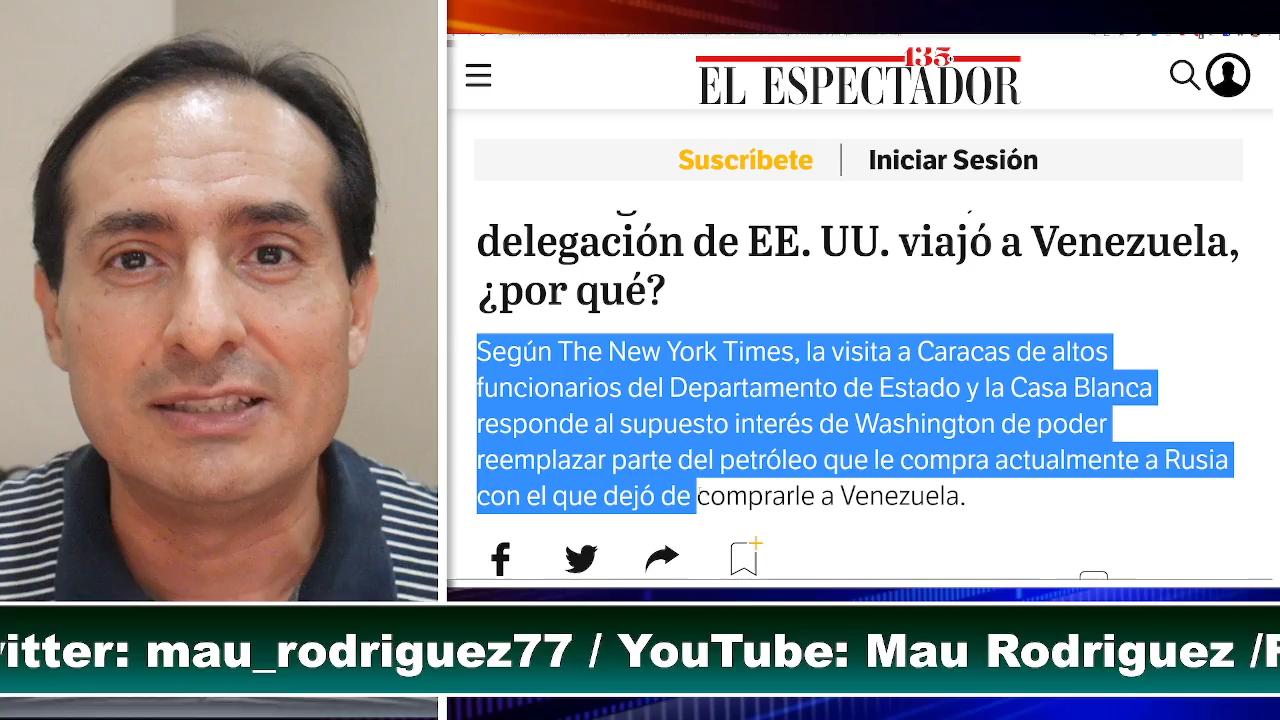 135
EL ESPECTADOR
Suscríbete
Iniciar Sesión
delegación de EE. UU. viajó a Venezuela,
¿por qué?
Según The New York Times, la visita a Caracas de altos
funcionarios del Departamento de Estado y la Casa Blanca
responde al supuesto interés de Washington de poder
reemplazar parte del petróleo que le compra actualmente a Rusia
con el que dejó de comprarle a Venezuela.
witter: mau_rodriguez77 / YouTube: Mau Rodriguez /